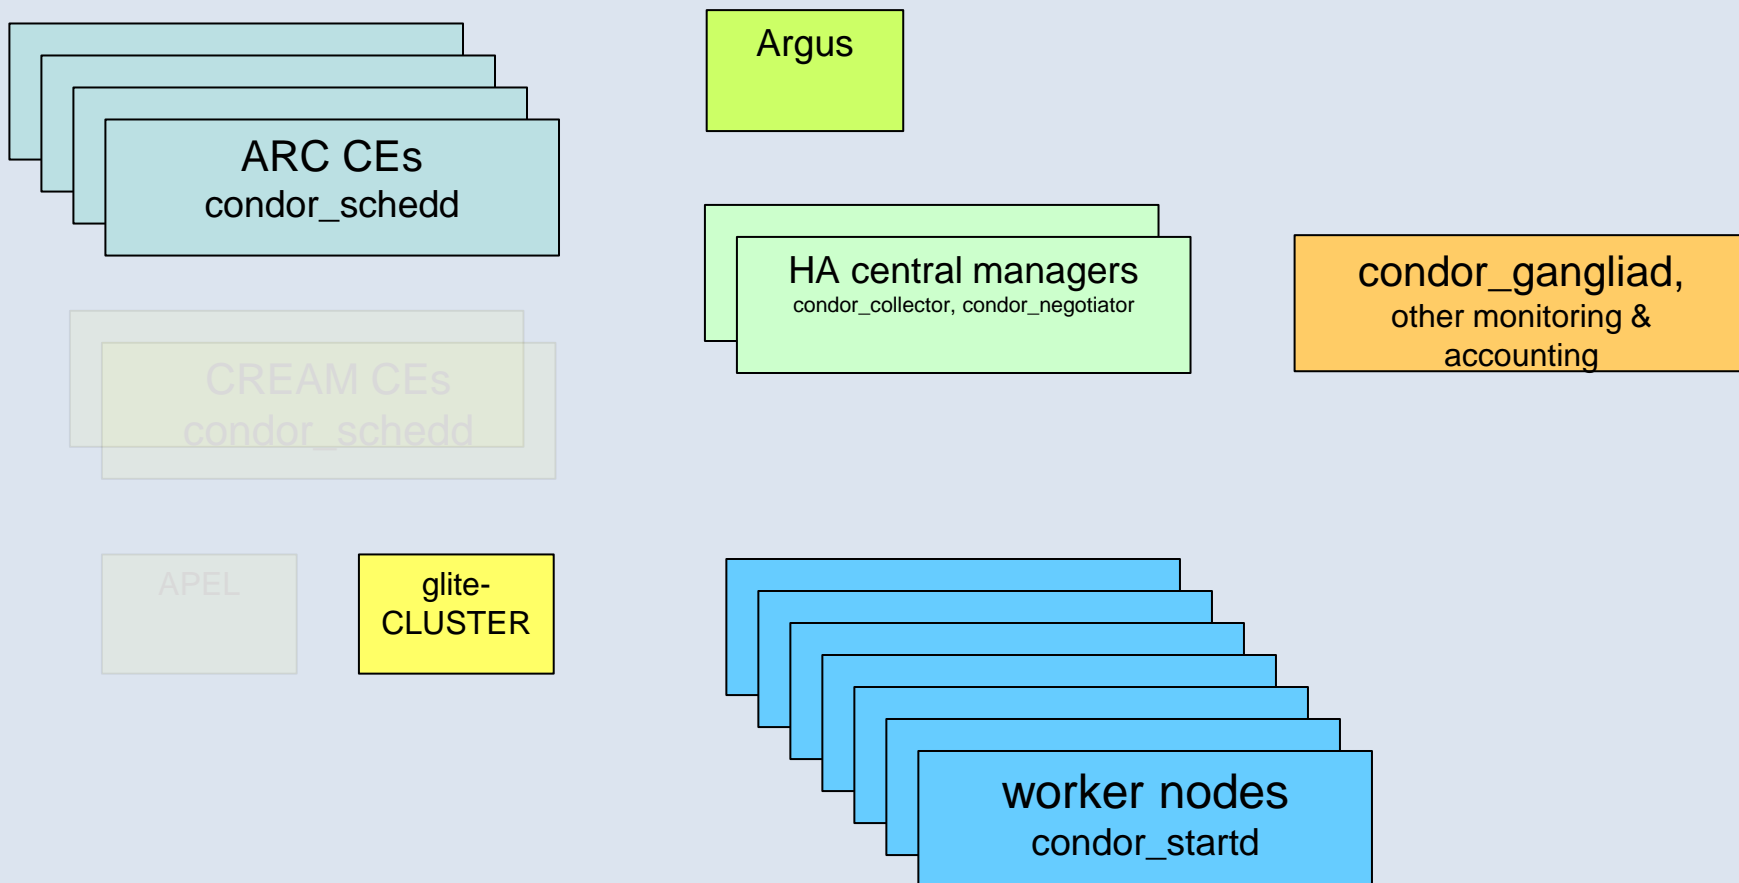 Argus
ARC CEs
condor_schedd
HA central managers
condor_collector, condor_negotiator
condor_gangliad,
other monitoring &
accounting
CREAM CEs
condor_schedd
APEL
glite-
CLUSTER
worker nodes
condor_startd